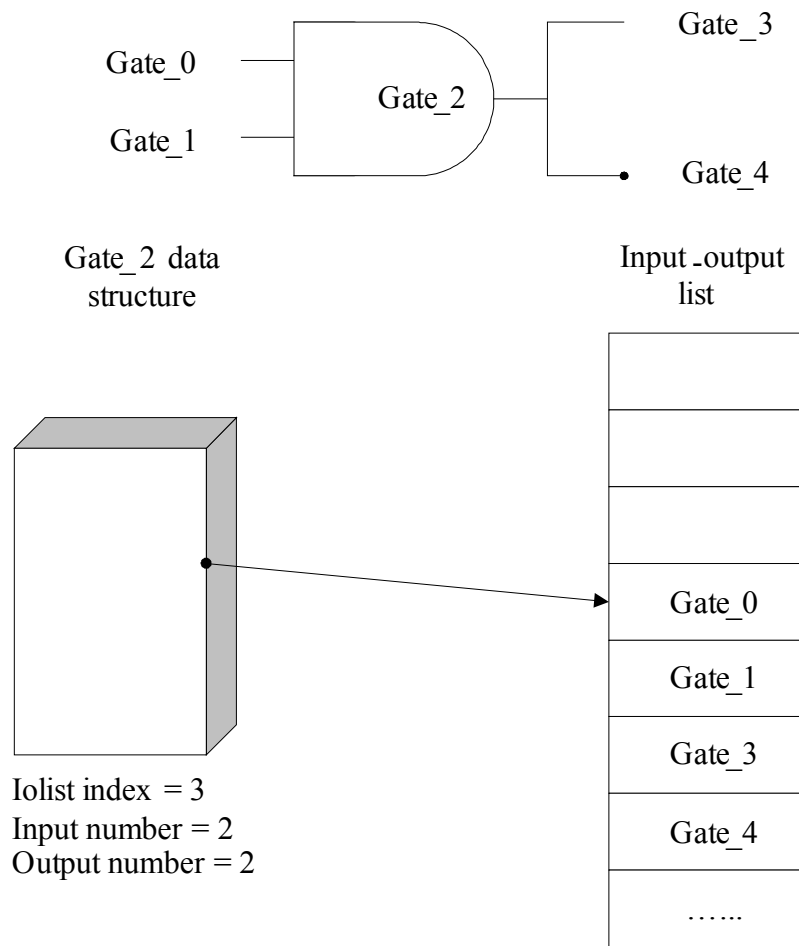 Gate_3
Gate_0
Gate_2
Gate_1
Gate_4
Gate_2 data
structure
Input -output
list
Gate_0
Gate_1
Gate_3
Gate_4
…...
Iolist index = 3
Input number = 2
Output number = 2